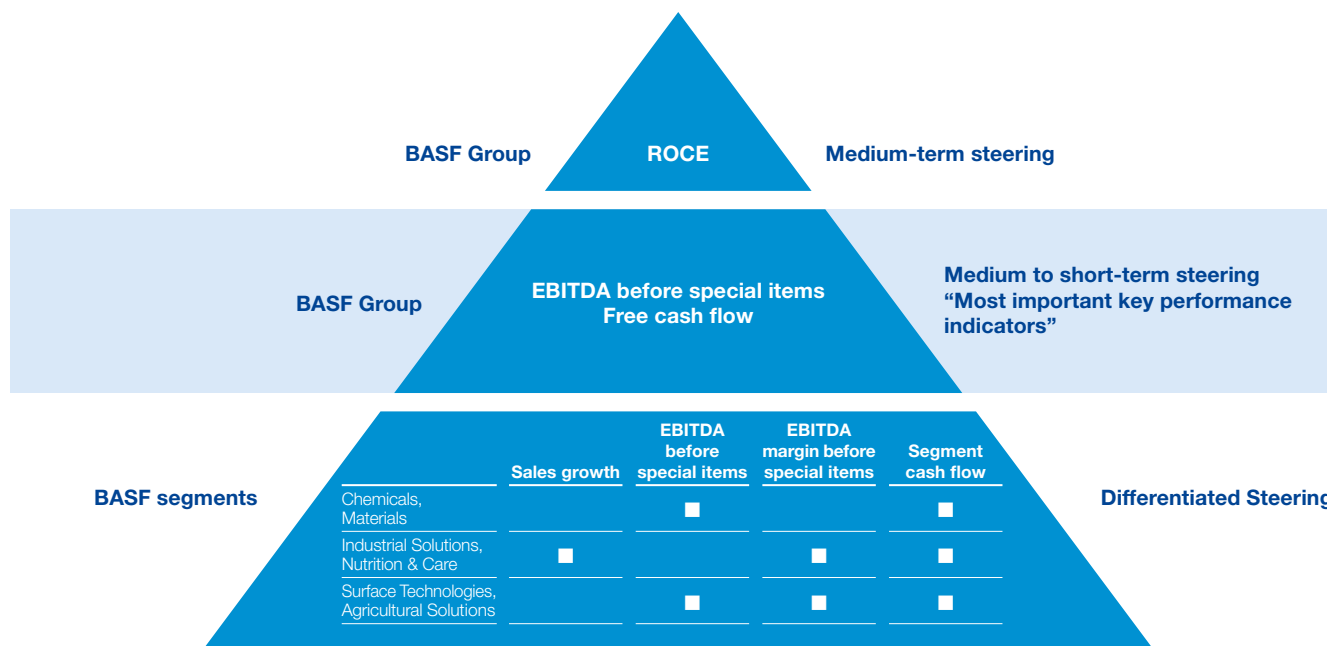 BASF Group
ROCE
Medium-term steering
BASF Group
EBITDA before special items
Free cash flow
Medium to short-term steering
“Most important key performance
indicators”
BASF segments
Sales growth
EBITDA
before
special items
EBITDA
margin before
special items
Segment
cash flow
Chemicals,
Materials
Industrial Solutions,
Nutrition & Care
Surface Technologies,
Agricultural Solutions
Differentiated Steering